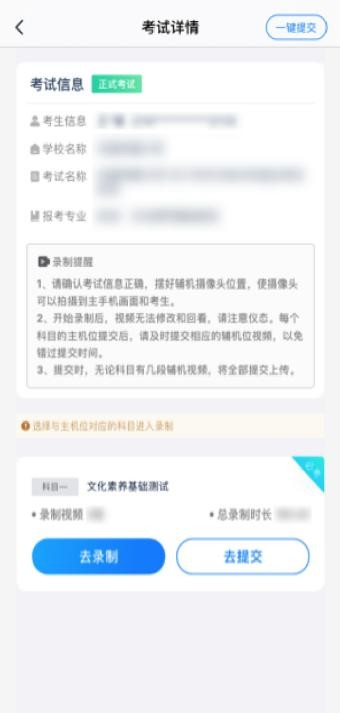 考试详情
一键提交
考试信息
正式考试
考生信息
学校名称
考试名称
报考专业
录制提醒
1、请确认考试信息正确，摆好辅机摄像头位置，使摄像头
可以拍摄到主手机画面和考生。
2、开始录制后，视频无法修改和回看，请注意仪态。每个
科目的主机位提交后，请及时提交相应的辅机位视频，以免
错过提交时间。
3、提交时，无论科目有几段辅机视频，将全部提交上传。
选择与主机位对应的科目进入录制
科目一
文化素养基础测试
• 录制视频
• 总录制时长
去录制
去提交